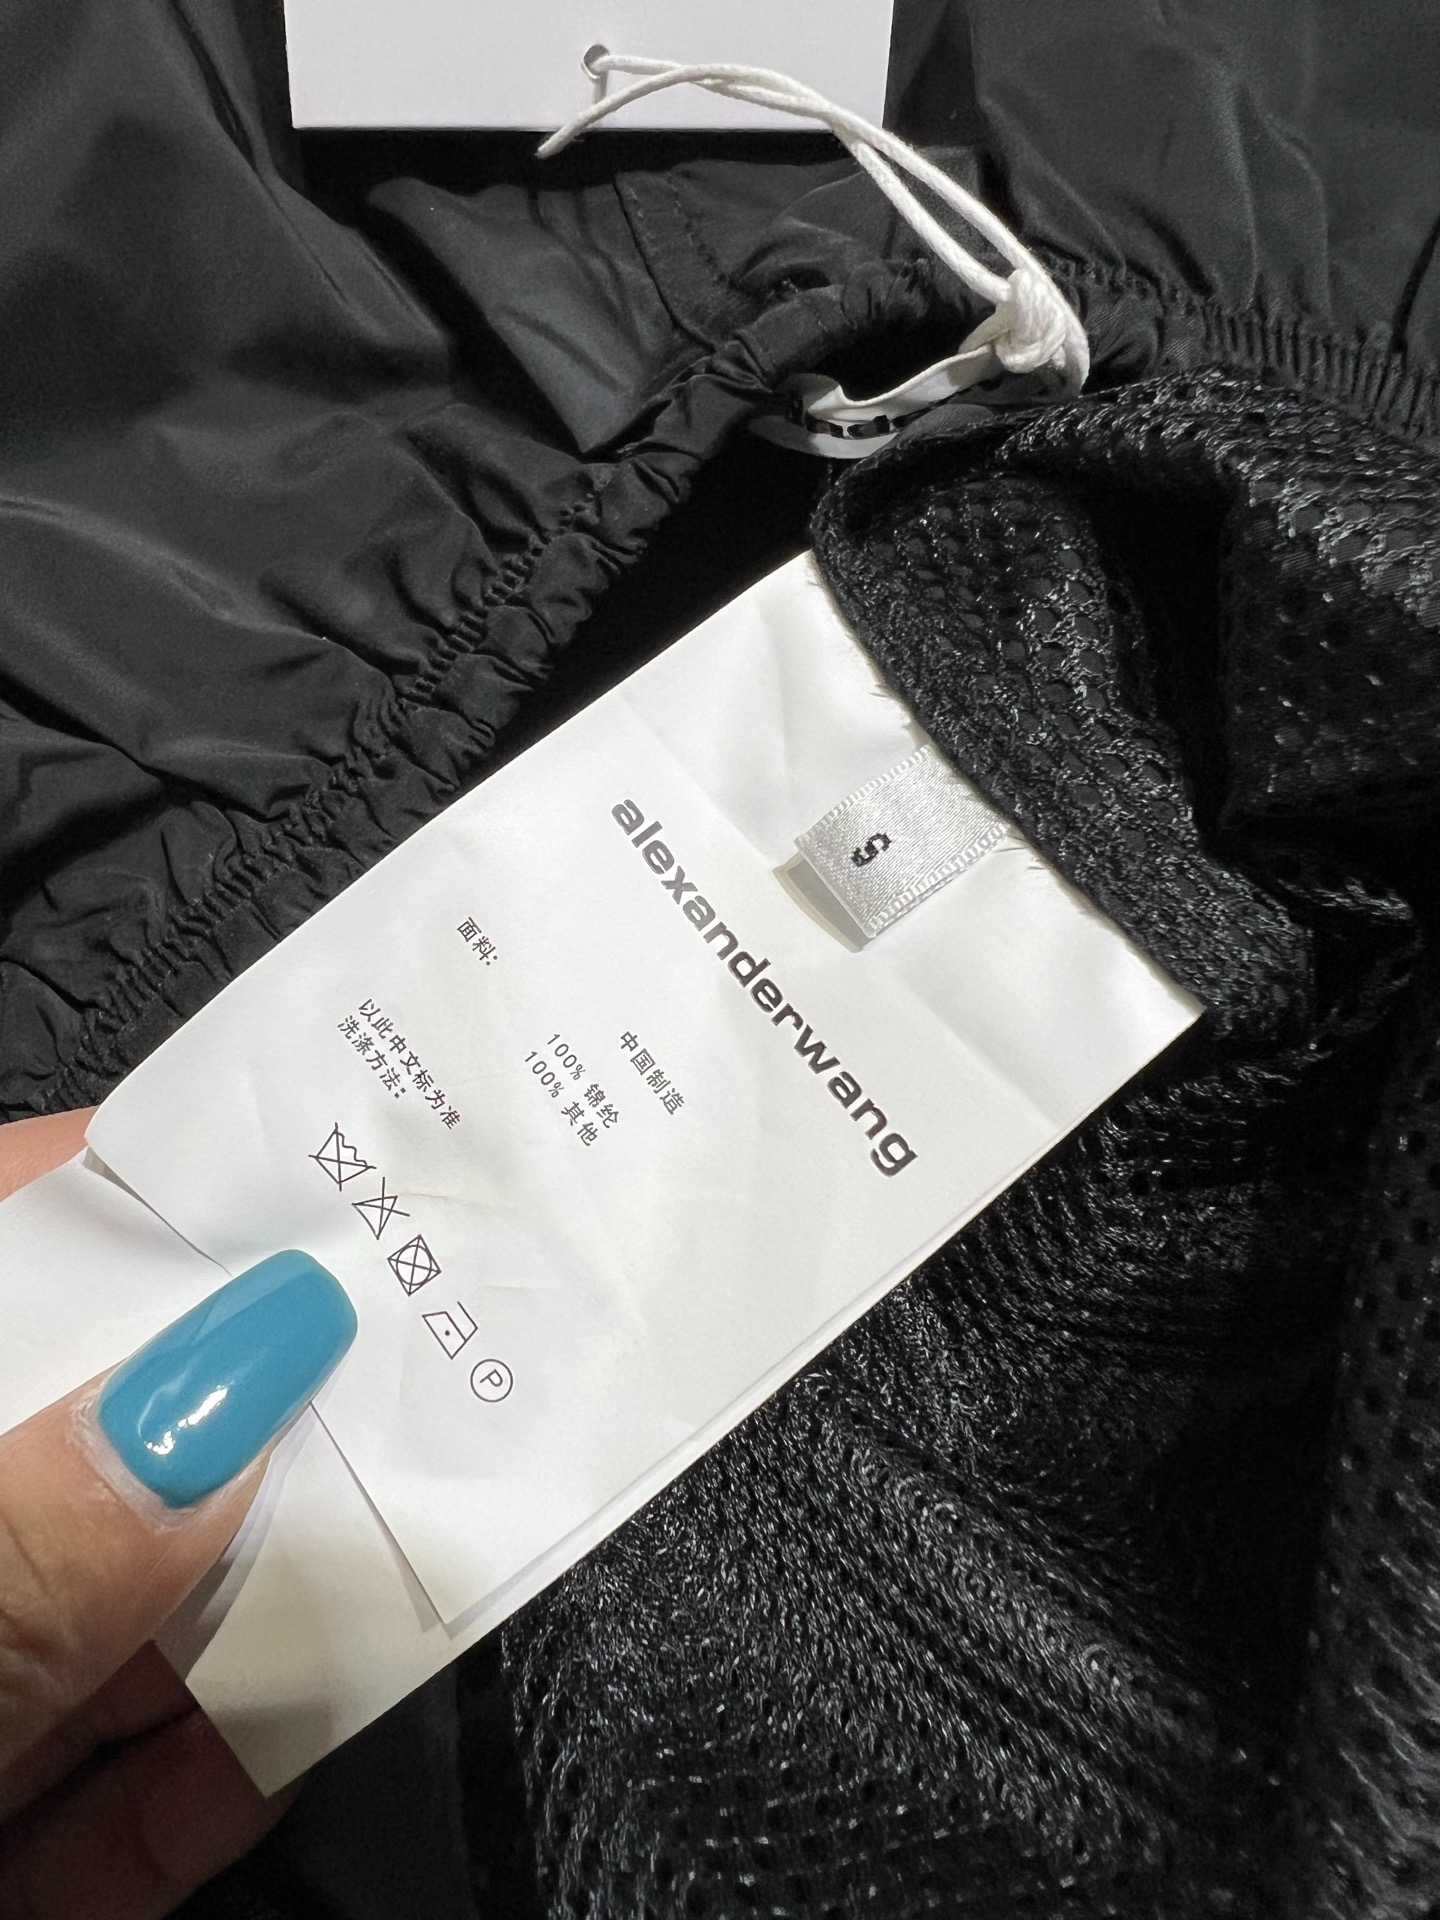 S
alexanderwang
中国制造
面料:
100% 锦纶
100% 其他
以此中文标为准
洗涤方法:
P